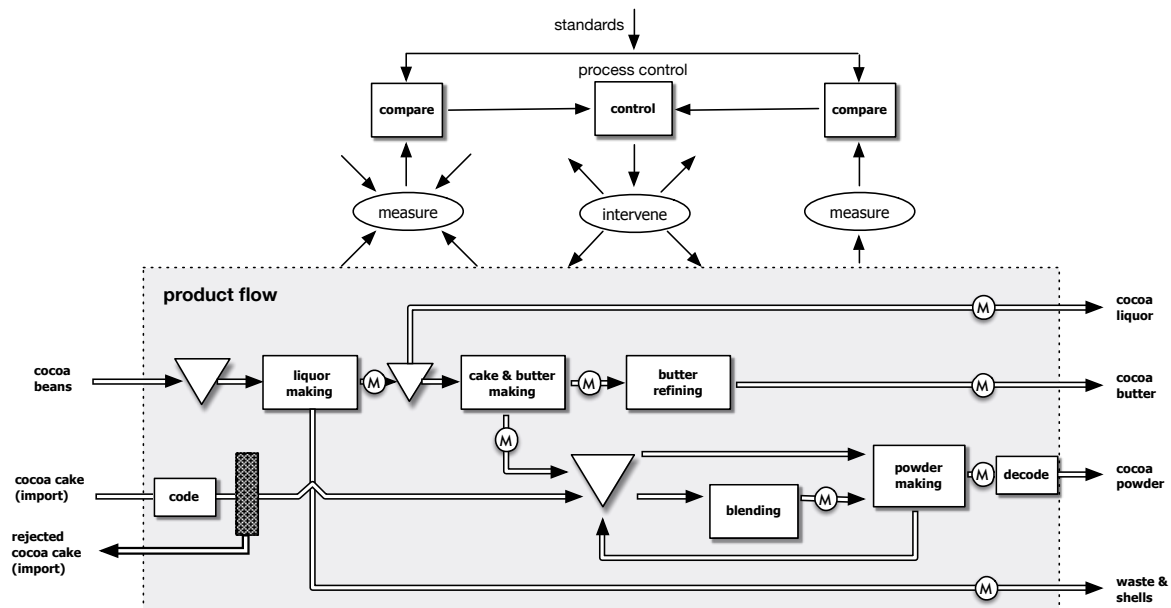 standards
process control
compare
control
compare
measure
intervene
measure
product flow
M
cocoa
liquor
cocoa
beans
liquor
making
M
cake & butter
making
M
butter
refining
M
cocoa
butter
M
cocoa cake
(import)
code
powder
making
M
decode
cocoa
powder
blending
M
rejected
cocoa cake
(import)
M
waste &
shells